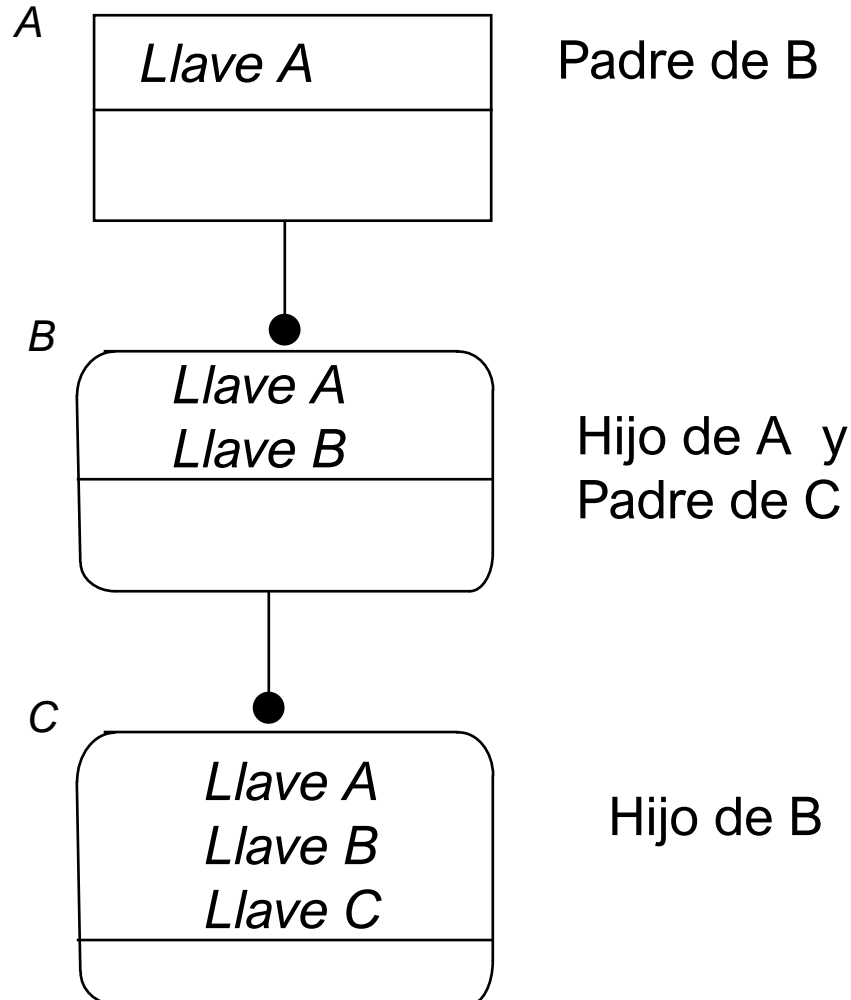 A
Llave A
Padre de B
B
Llave A
Llave B
Hijo de A y
Padre de C
C
Llave A
Llave B
Llave C
Hijo de B